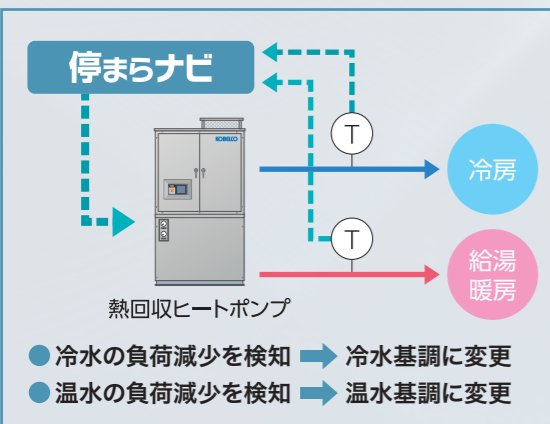 停まらナビ
KOBELCO
T
冷房
T
給湯
暖房
熱回収ヒートポンプ
● 冷水の負荷減少を検知 ➡ 冷水基調に変更
● 温水の負荷減少を検知 ➡ 温水基調に変更